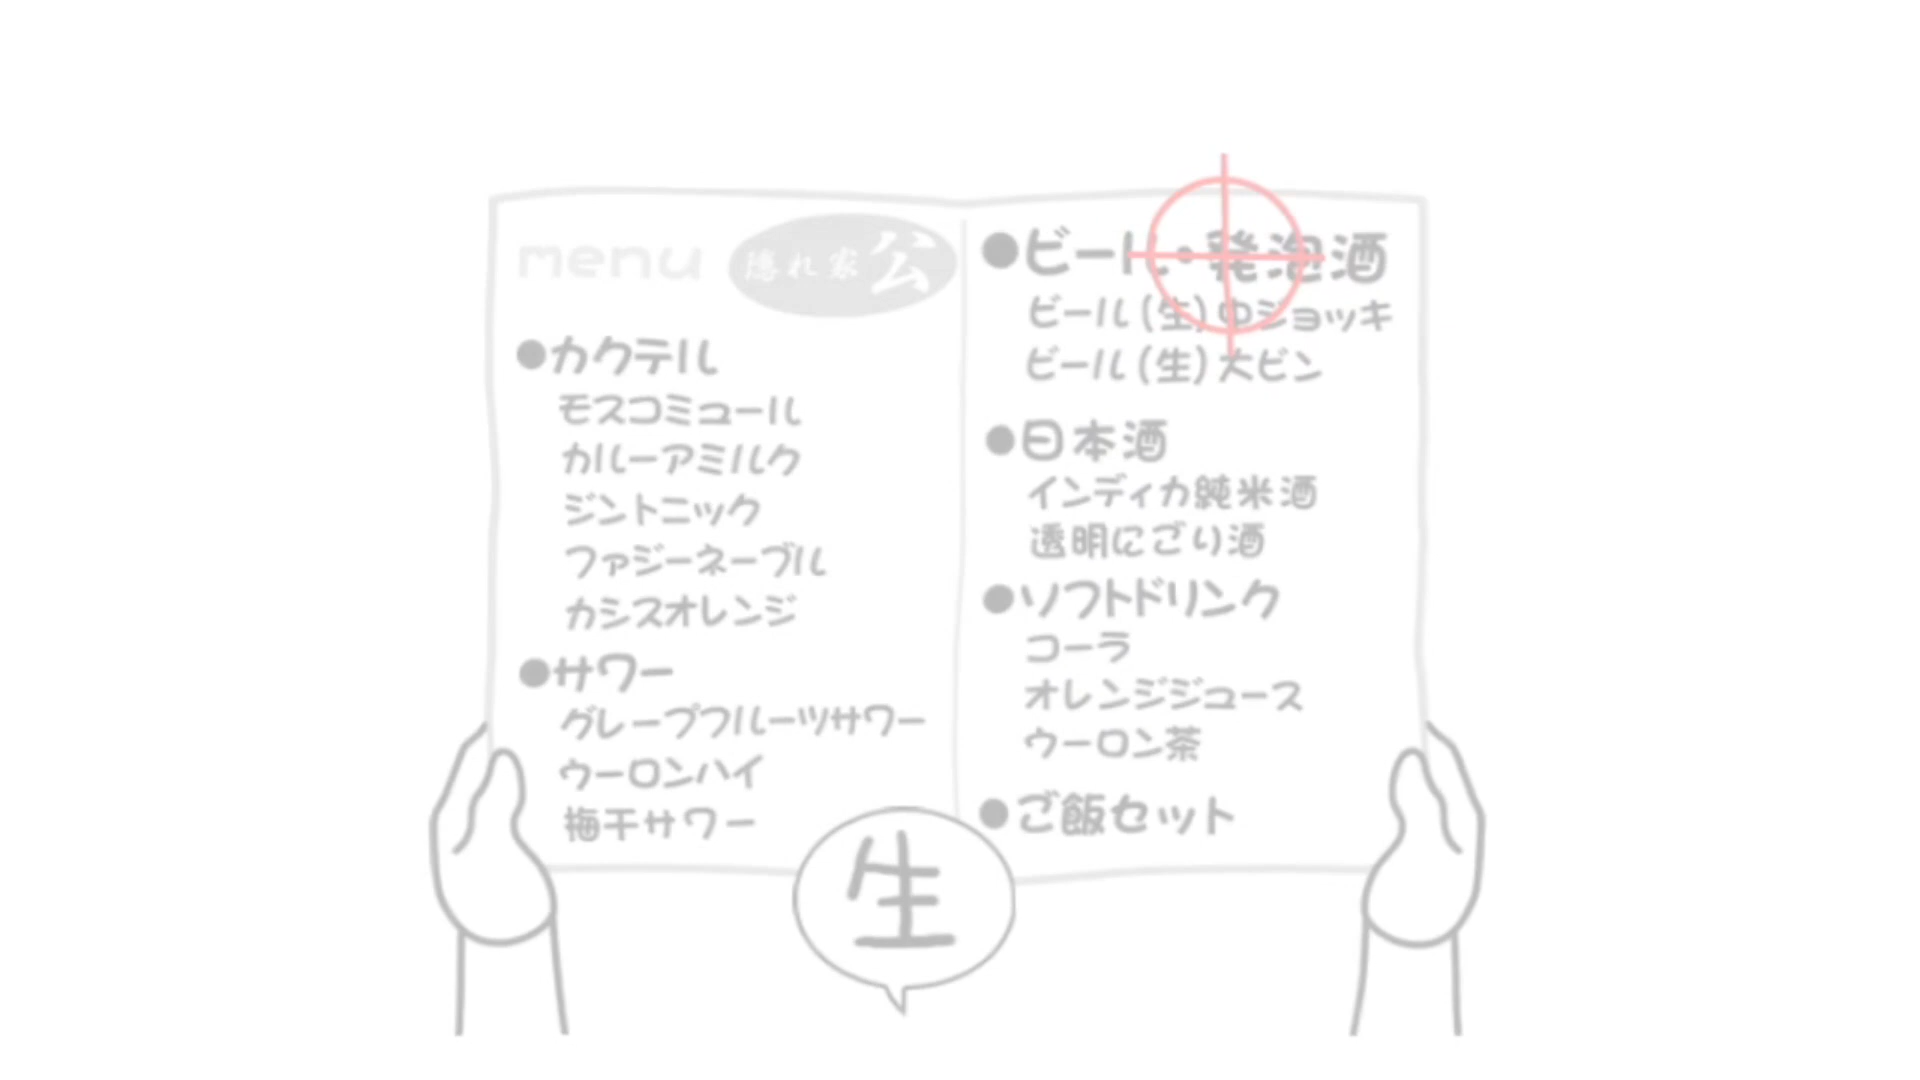 menu
隠れ家 公
●カクテル
モスコミュール
カルーアミルク
ジントニック
ファジーネーブル
カシスオレンジ
●サワー
グレープフルーツサワー
ウーロンハイ
梅干サワー
●ビール・発泡酒
ビール(生)中ジョッキ
ビール(生)大ビン
●日本酒
インディカ純米酒
透明にごり酒
●ソフトドリンク
コーラ
オレンジジュース
ウーロン茶
●ご飯セット
生